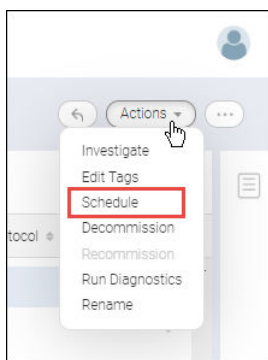 Actions
Investigate
Edit Tags
Schedule
tocol
Decommission
Recommission
Run Diagnostics
Rename